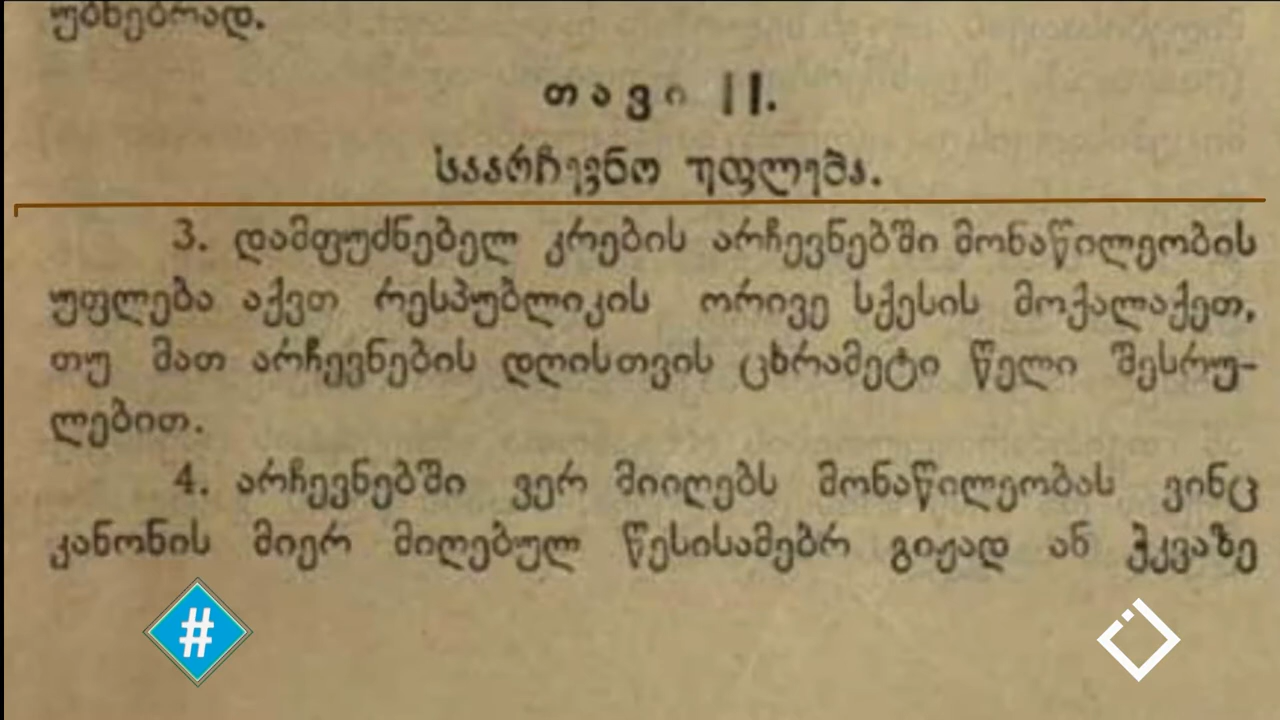 უბნებრად.
თავი II.
საარჩევნო უფლება.
3. დამფუძნებელ კრების არჩევნებში მონაწილეობის
უფლება აქვთ რესპუბლიკის ორივე სქესის მოქალაქეთ,
თუ მათ არჩევნების დღისთვის ცხრამეტი წელი შესრუ-
ლებით.
4. არჩევნებში ვერ მიიღებს მონაწილეობას ვინც
კანონის მიერ მიღებულ წესისამებრ გიჟად ან ჭკვაზე
#